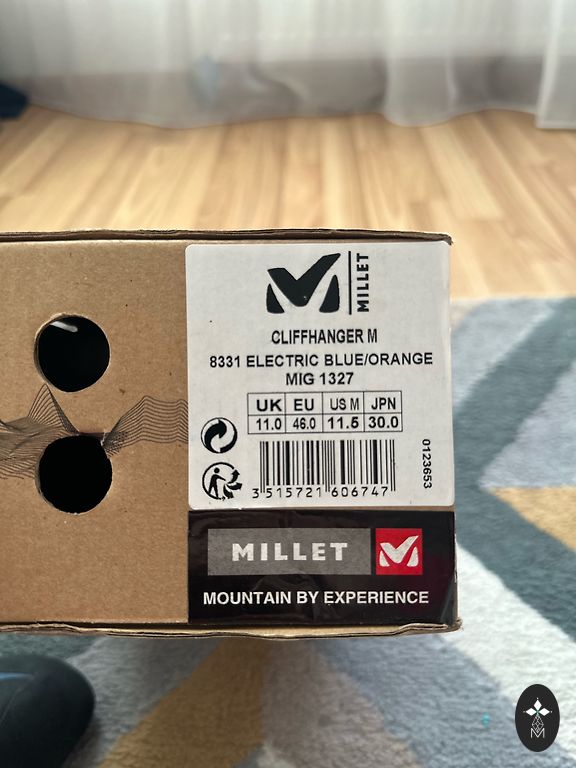 MILLET
CLIFFHANGER M
8331 ELECTRIC BLUE/ORANGE
MIG 1327
UK EU US M JPN
11.0 46.0 11.5 30.0
0123653
3 515721 606747
MILLET
MOUNTAIN BY EXPERIENCE
M